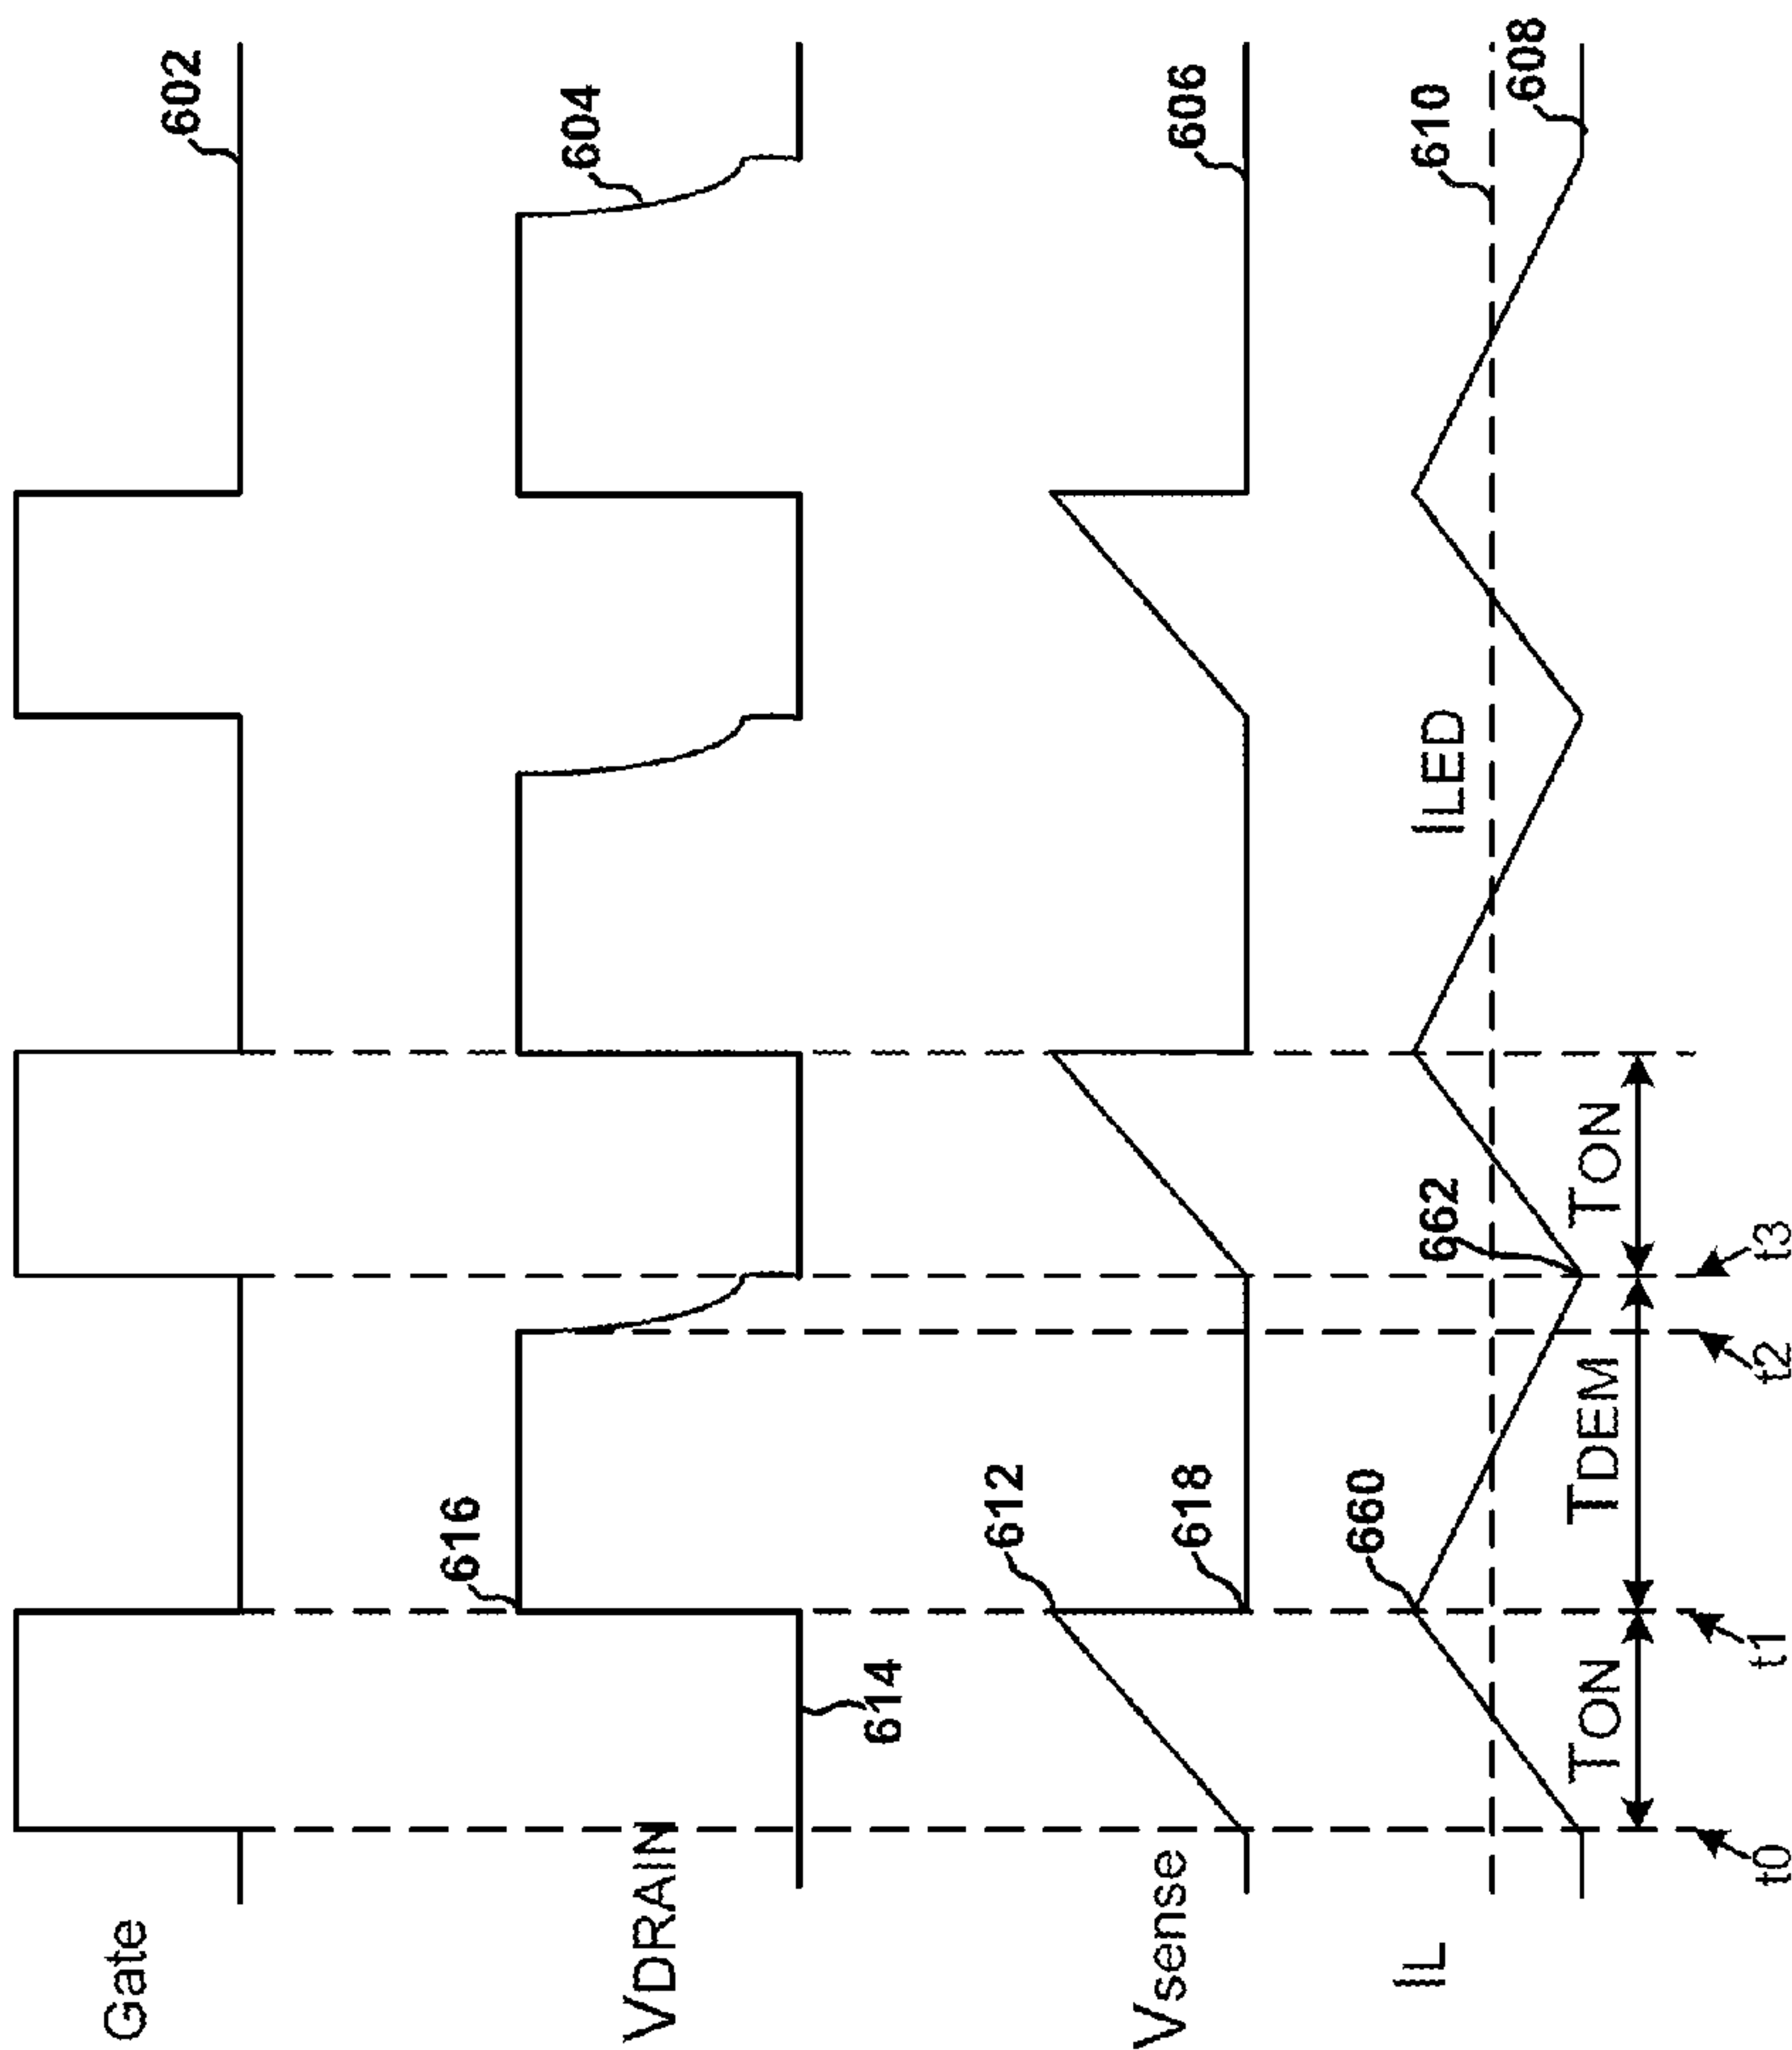 Gate
602
VDRAIN
616
604
614
Vsense
612
618
606
IL
660
662
ILED
610
608
TON
TDEM
TON
t0
t1
t2
t3